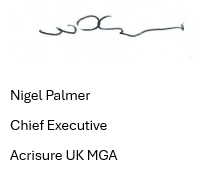 Nigel Palmer
Chief Executive
Acrisure UK MGA